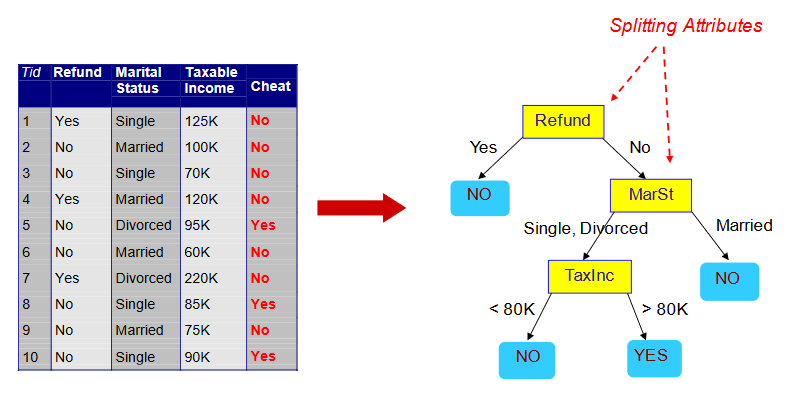 Splitting Attributes
Tid Refund Marital Status Taxable Income Cheat
1 Yes Single 125K No
2 No Married 100K No
3 No Single 70K No
4 Yes Married 120K No
5 No Divorced 95K Yes
6 No Married 60K No
7 Yes Divorced 220K No
8 No Single 85K Yes
9 No Married 75K No
10 No Single 90K Yes
Refund
Yes No
NO MarSt
Single, Divorced Married
TaxInc NO
< 80K > 80K
NO YES